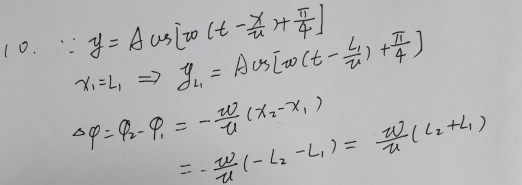 10. ∵ y = A cos[w(t - x/u) + π/4]
x₁=L₁ ⇒ y_L₁ = A cos[w(t - L₁/u) + π/4]
Δφ = φ₂ - φ₁ = - w/u (x₂ - x₁)
= - w/u (-L₂ - L₁) = w/u (L₂ + L₁)